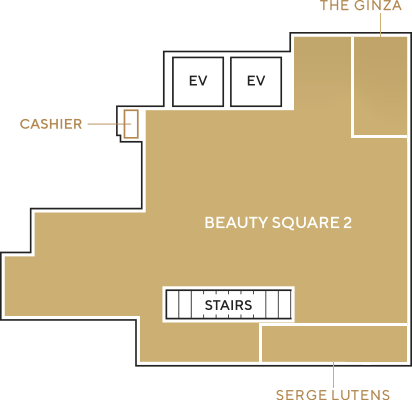 THE GINZA
EV
EV
CASHIER
BEAUTY SQUARE 2
STAIRS
SERGE LUTENS